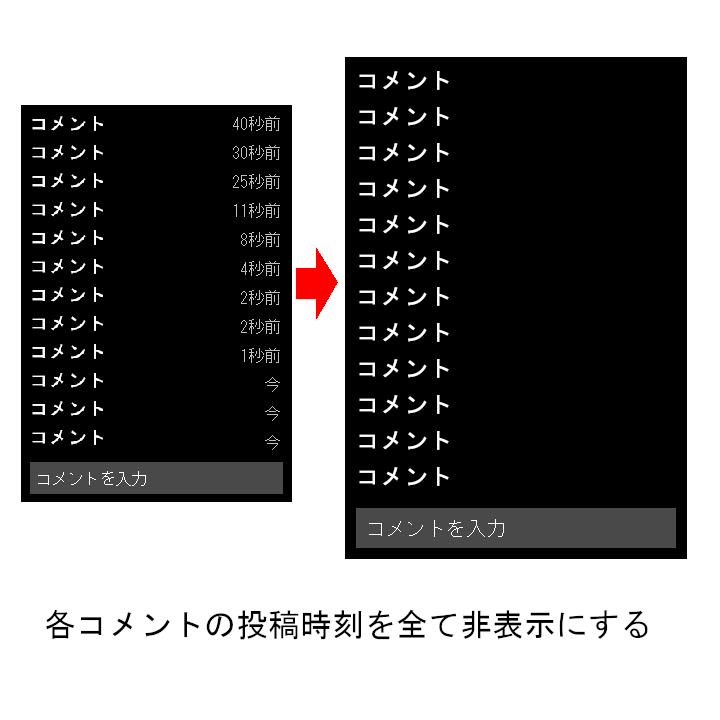 コメント 40秒前
コメント 30秒前
コメント 25秒前
コメント 11秒前
コメント 8秒前
コメント 4秒前
コメント 2秒前
コメント 2秒前
コメント 1秒前
コメント 今
コメント 今
コメント 今
コメントを入力
コメント
コメント
コメント
コメント
コメント
コメント
コメント
コメント
コメント
コメント
コメント
コメント
コメントを入力
各コメントの投稿時刻を全て非表示にする